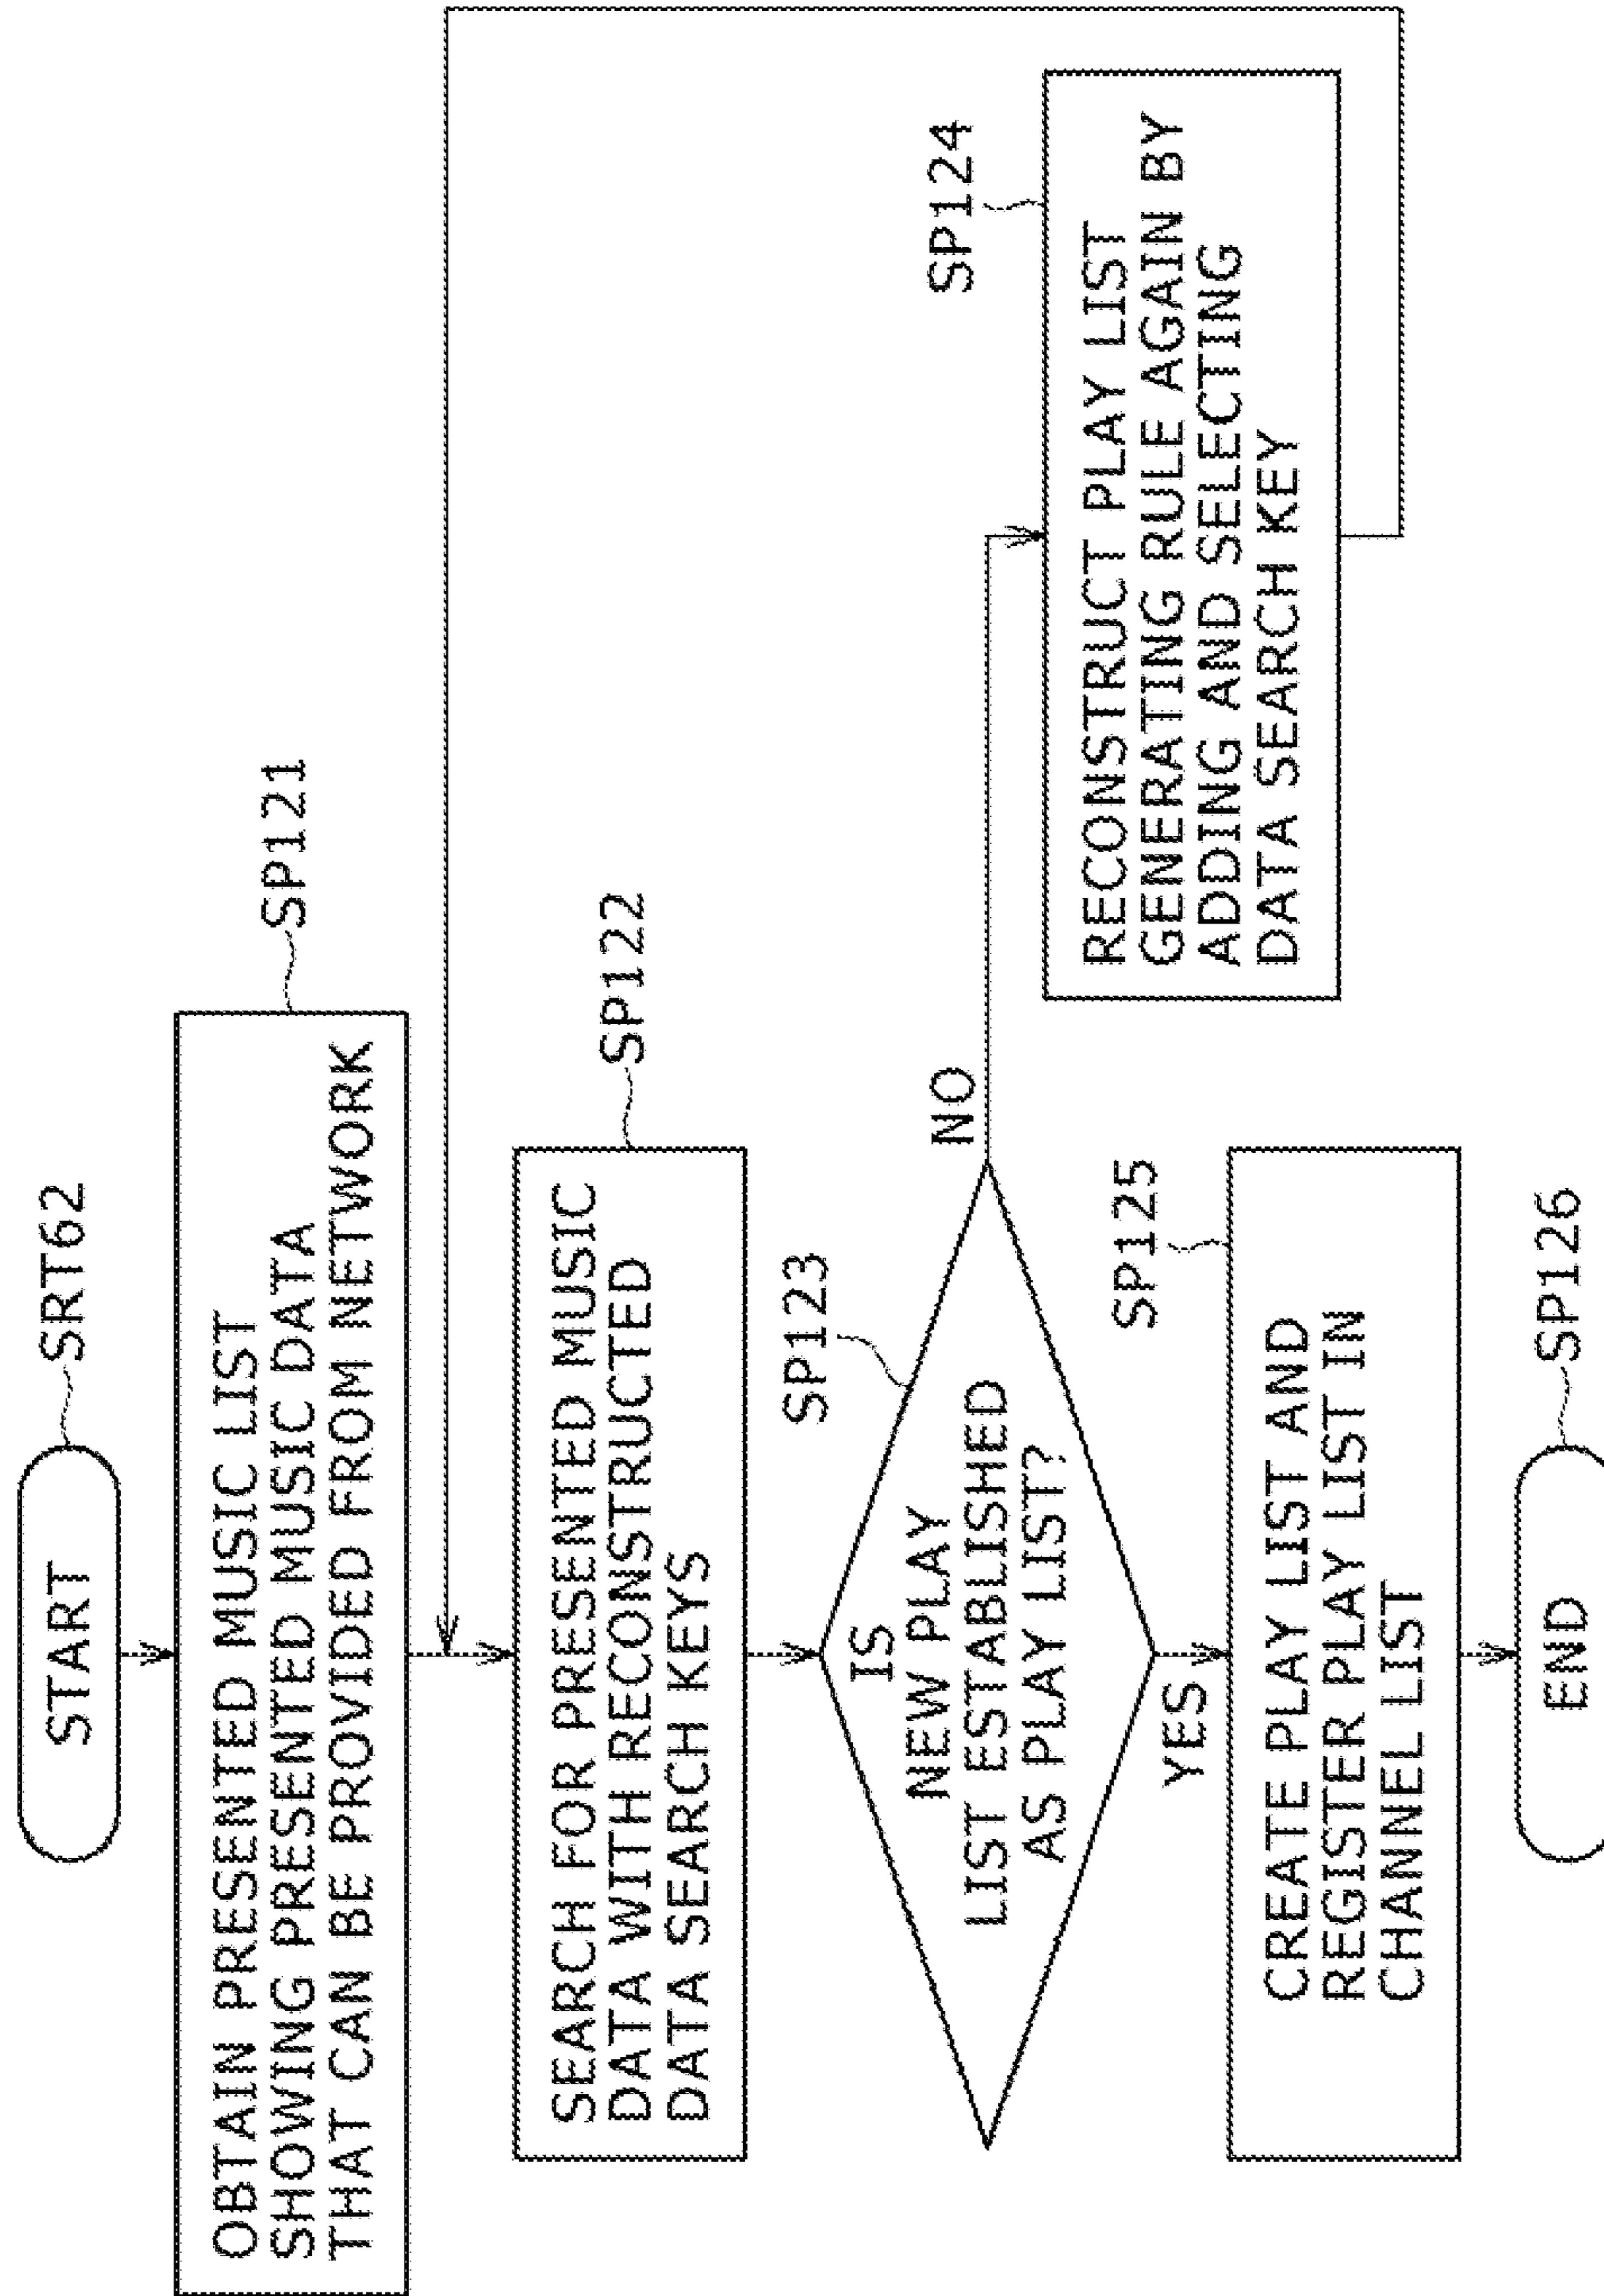 START
SRT62
OBTAIN PRESENTED MUSIC LIST
SHOWING PRESENTED MUSIC DATA
THAT CAN BE PROVIDED FROM NETWORK
SP121
SEARCH FOR PRESENTED MUSIC
DATA WITH RECONSTRUCTED
DATA SEARCH KEYS
SP122
IS
NEW PLAY
LIST ESTABLISHED
AS PLAY LIST?
SP123
NO
RECONSTRUCT PLAY LIST
GENERATING RULE AGAIN BY
ADDING AND SELECTING
DATA SEARCH KEY
SP124
YES
CREATE PLAY LIST AND
REGISTER PLAY LIST IN
CHANNEL LIST
SP125
END
SP126